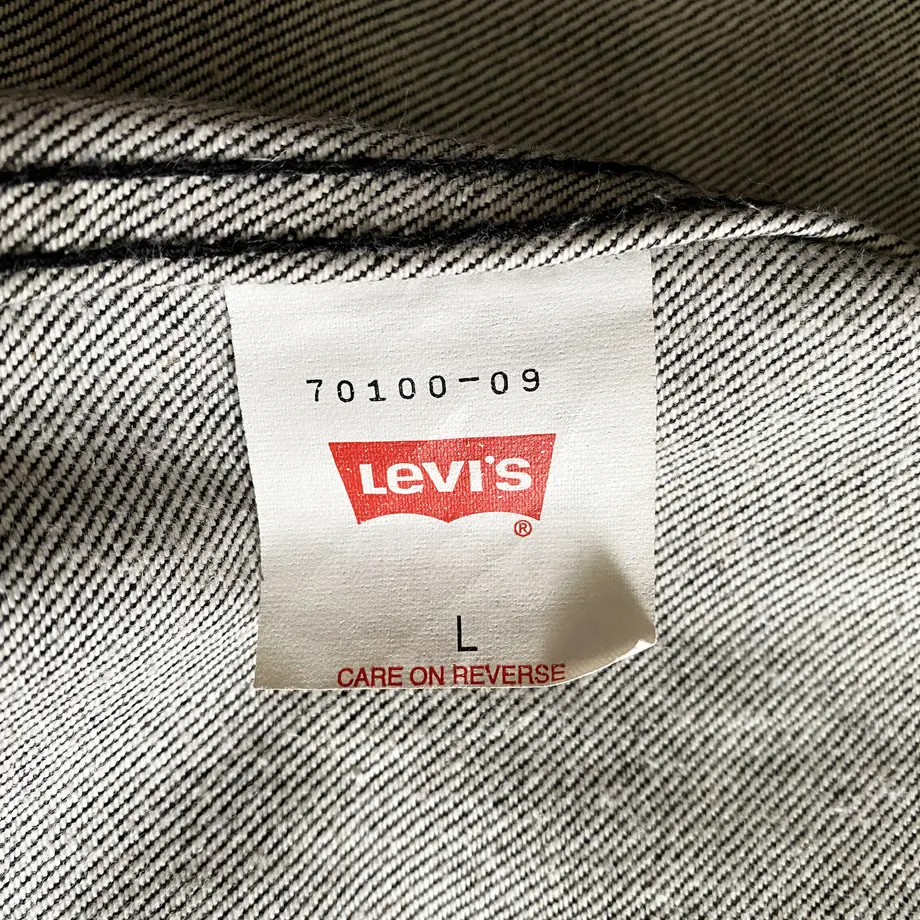 70100-09
LEVI'S
®
L
CARE ON REVERSE